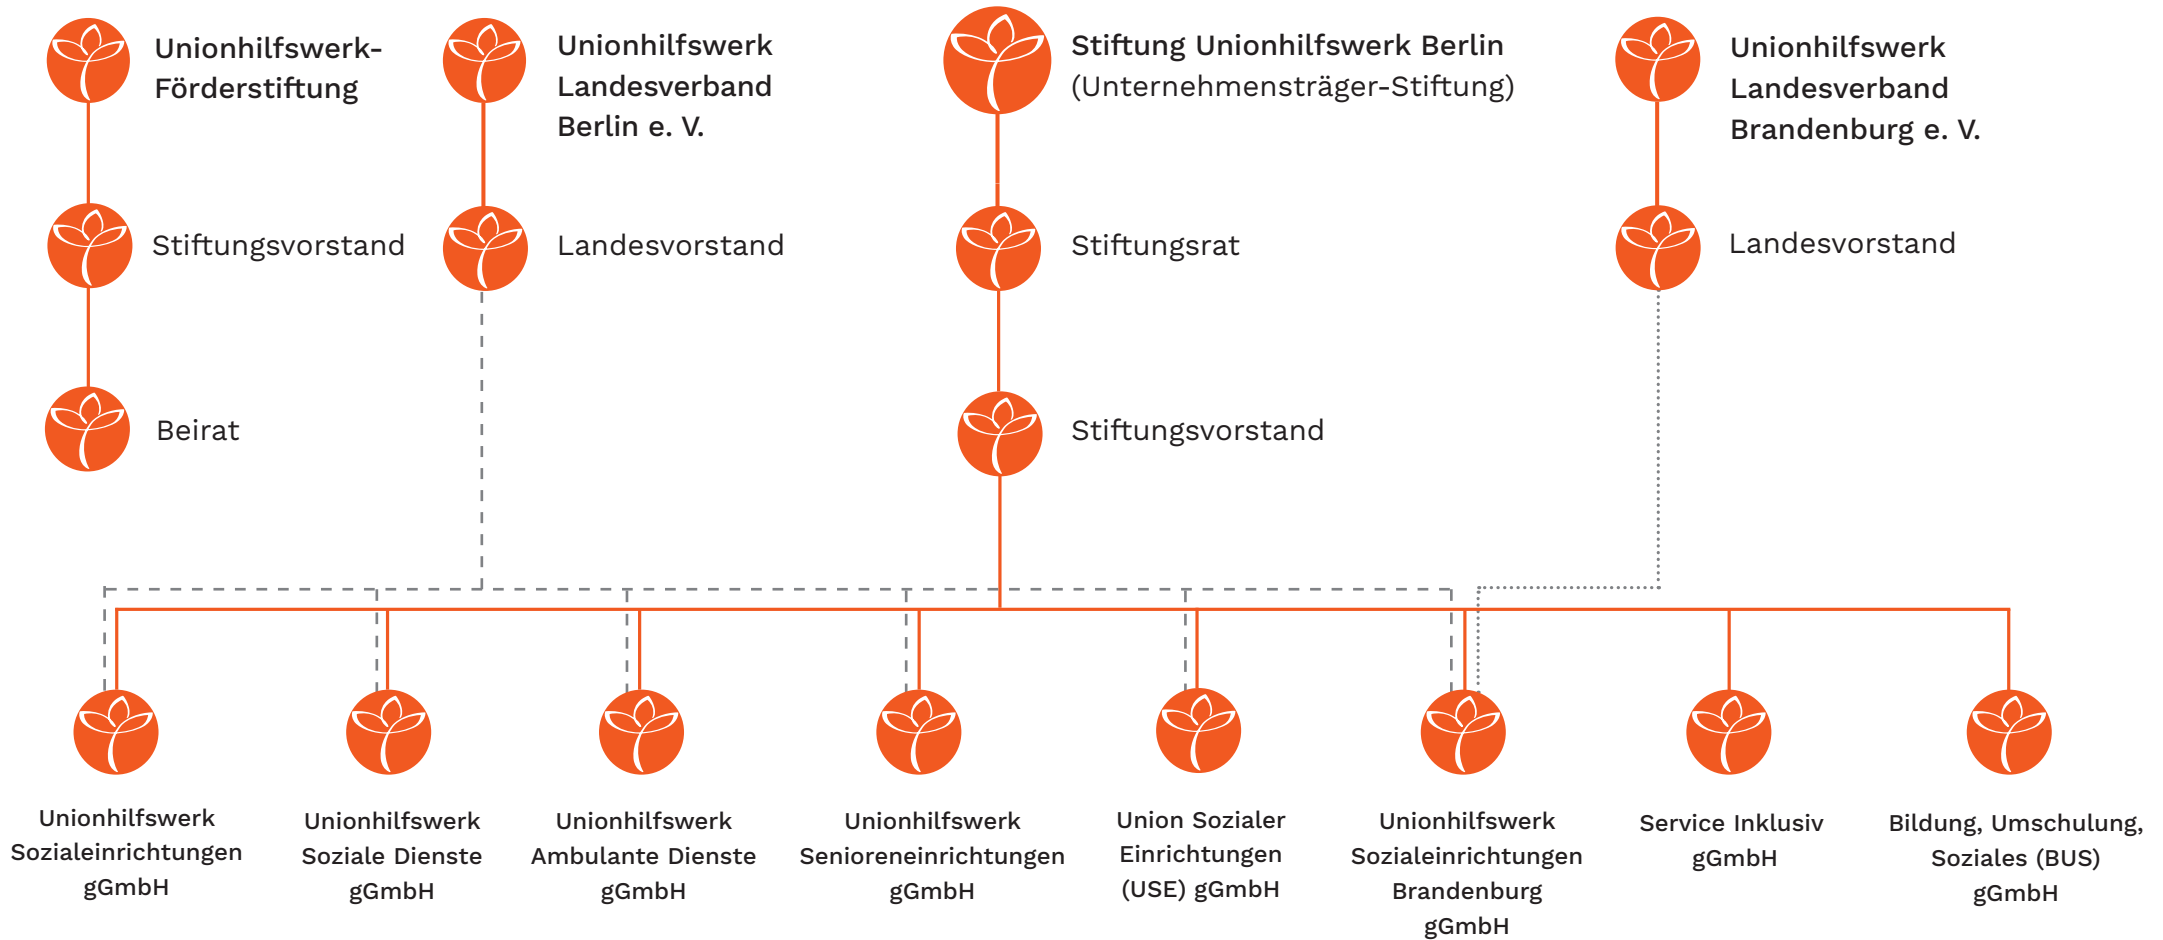 Unionhilfswerk-
Förderstiftung
Unionhilfswerk
Landesverband
Berlin e. V.
Stiftung Unionhilfswerk Berlin
(Unternehmensträger-Stiftung)
Unionhilfswerk
Landesverband
Brandenburg e. V.
Stiftungsvorstand
Landesvorstand
Stiftungsrat
Landesvorstand
Beirat
Stiftungsvorstand
Unionhilfswerk
Sozialeinrichtungen
gGmbH
Unionhilfswerk
Soziale Dienste
gGmbH
Unionhilfswerk
Ambulante Dienste
gGmbH
Unionhilfswerk
Senioreneinrichtungen
gGmbH
Union Sozialer
Einrichtungen
(USE) gGmbH
Unionhilfswerk
Sozialeinrichtungen
Brandenburg
gGmbH
Service Inklusiv
gGmbH
Bildung, Umschulung,
Soziales (BUS)
gGmbH